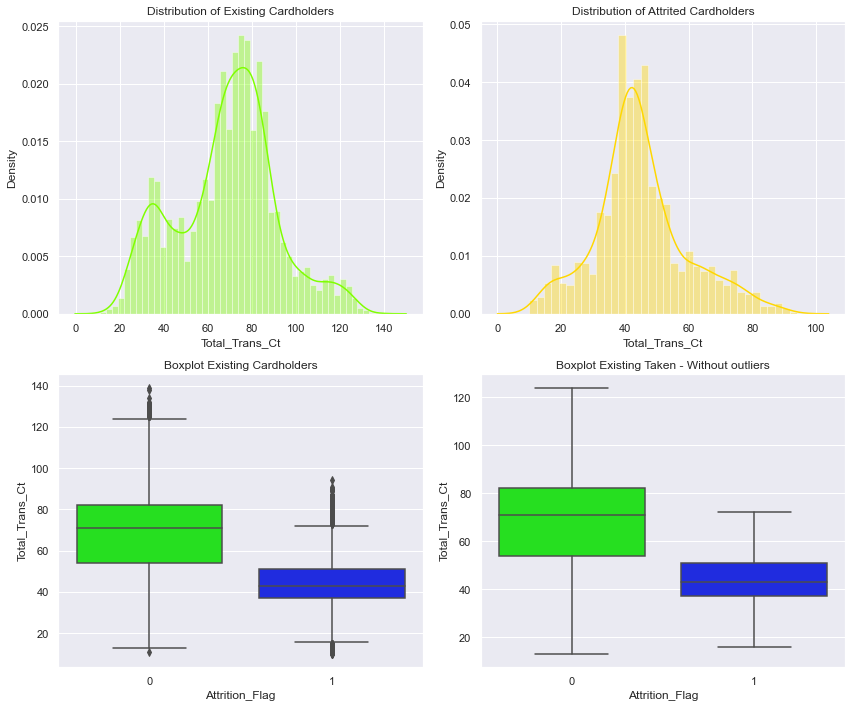 Distribution of Existing Cardholders
Density
0.025
0.020
0.015
0.010
0.005
0.000
0 20 40 60 80 100 120 140
Total_Trans_Ct
Distribution of Attrited Cardholders
Density
0.05
0.04
0.03
0.02
0.01
0.00
0 20 40 60 80 100
Total_Trans_Ct
Boxplot Existing Cardholders
Total_Trans_Ct
140
120
100
80
60
40
20
0 1
Attrition_Flag
Boxplot Existing Taken - Without outliers
Total_Trans_Ct
120
100
80
60
40
20
0 1
Attrition_Flag